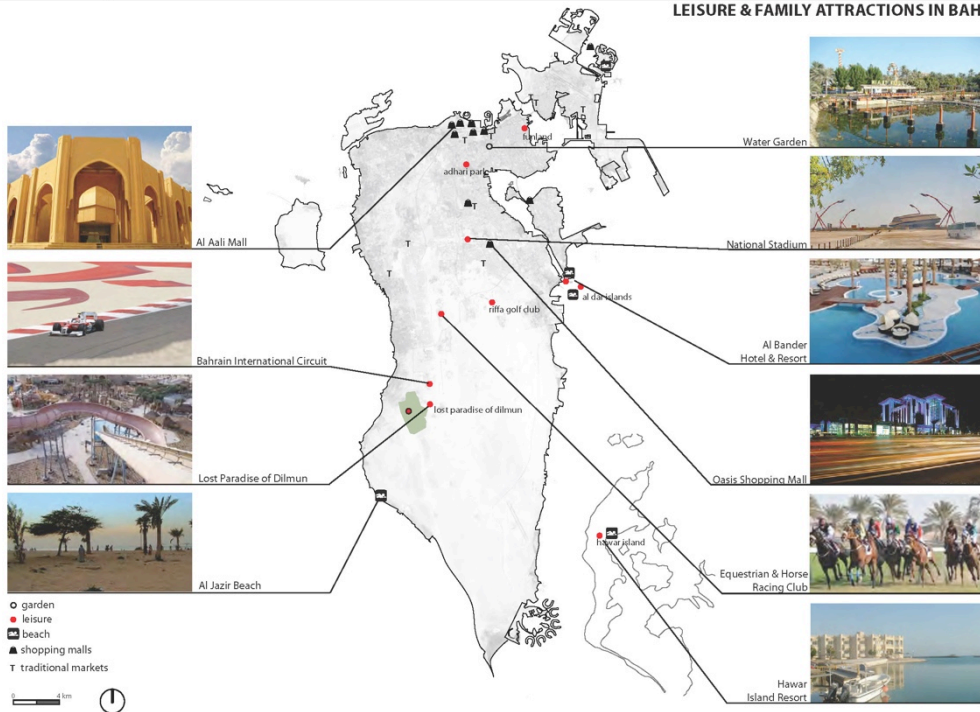 LEISURE & FAMILY ATTRACTIONS IN BAH
funland
Water Garden
adhari park
T
National Stadium
Al Aali Mall
al dar islands
riffa golf club
Al Bander
Hotel & Resort
Bahrain International Circuit
lost paradise of dilmun
Lost Paradise of Dilmun
Oasis Shopping Mall
hawar island
Equestrian & Horse
Racing Club
Al Jazir Beach
garden
leisure
beach
shopping malls
T traditional markets
0 4 km
Hawar
Island Resort